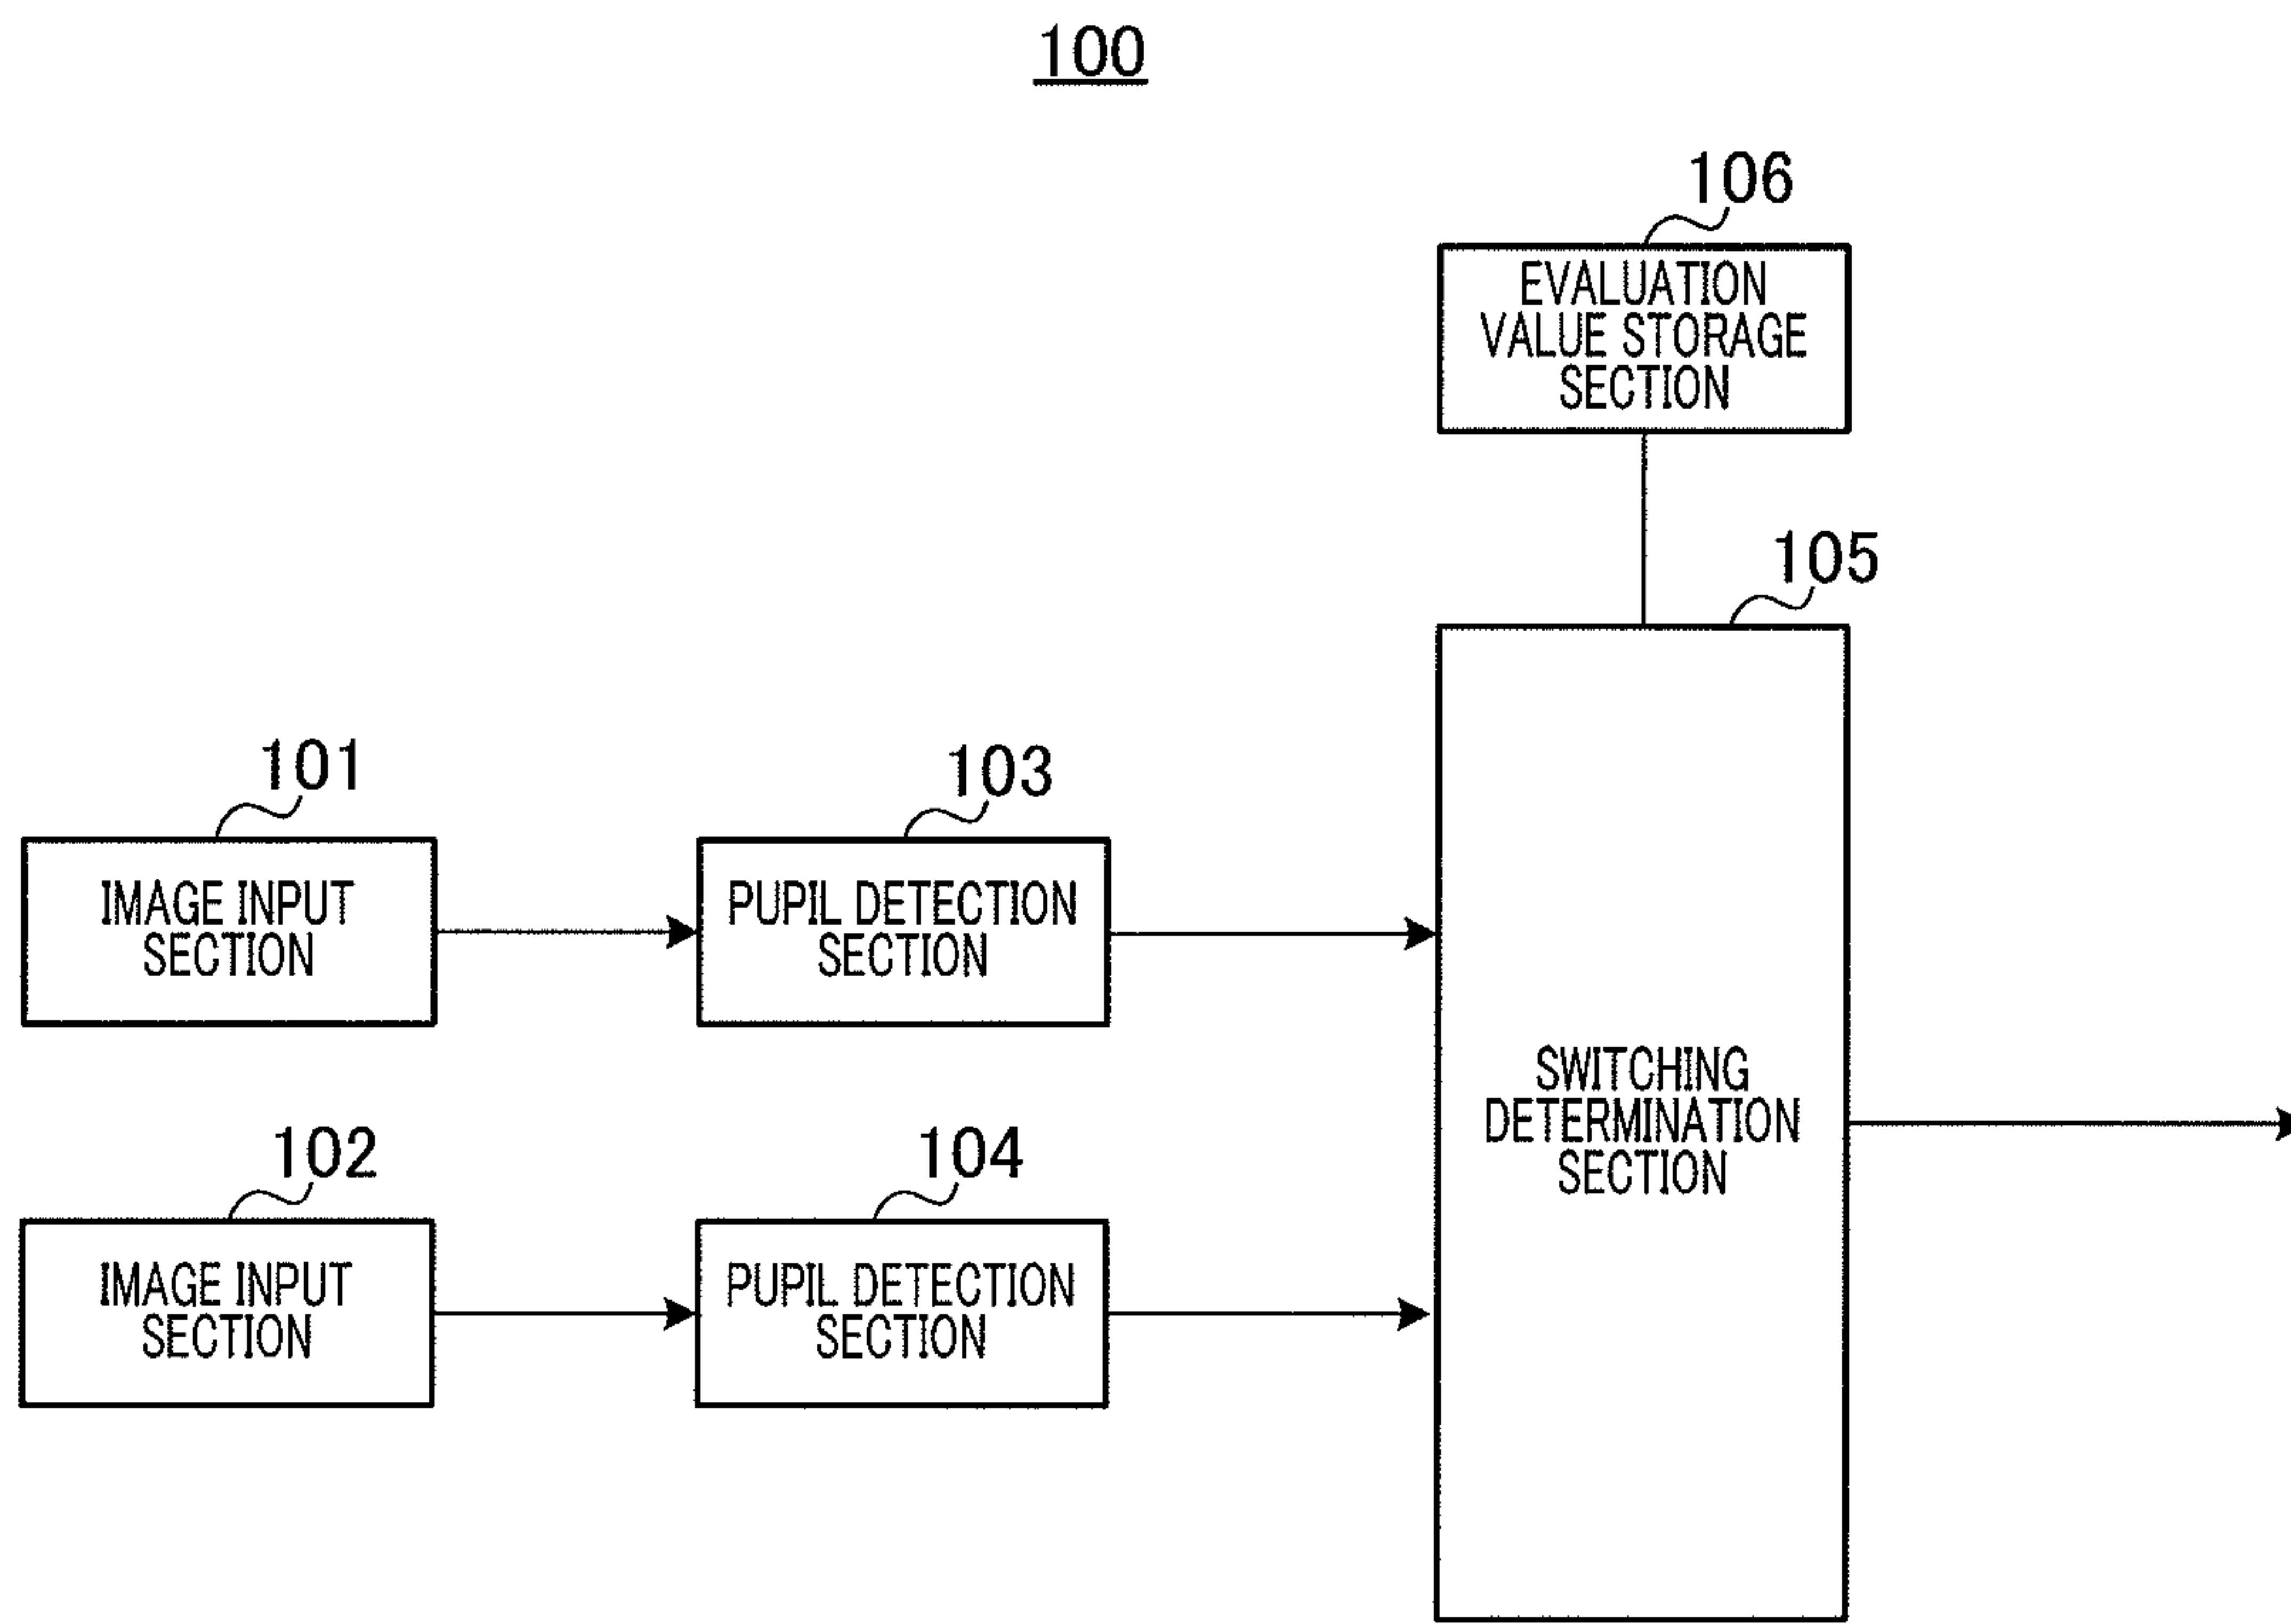 100
106
EVALUATION
VALUE STORAGE
SECTION
105
101
IMAGE INPUT
SECTION
103
PUPIL DETECTION
SECTION
SWITCHING
DETERMINATION
SECTION
102
IMAGE INPUT
SECTION
104
PUPIL DETECTION
SECTION